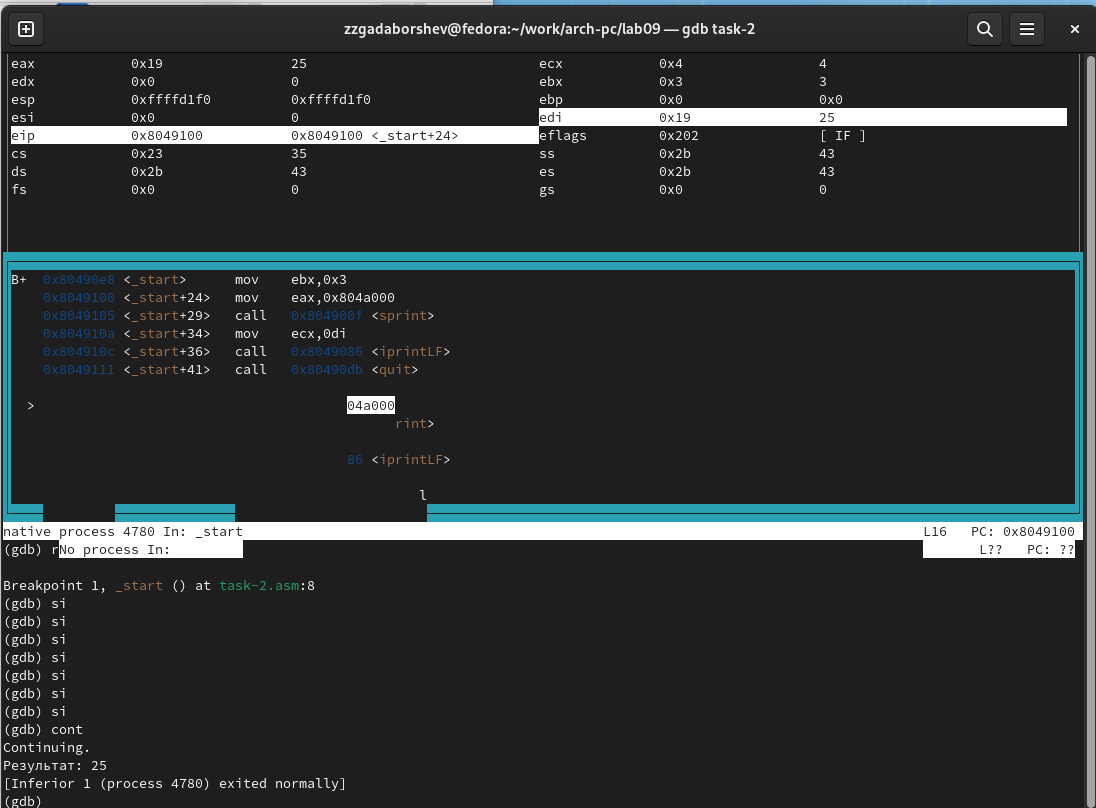 zzgadaborshev@fedora:~/work/arch-pc/lab09 — gdb task-2
eax 0x19 25 ecx 0x4 4
edx 0x0 0 ebx 0x3 3
esp 0xffffd1f0 0xffffd1f0 ebp 0x0 0x0
esi 0x0 0 edi 0x19 25
eip 0x8049100 0x8049100 <_start+24> eflags 0x202 [ IF ]
cs 0x23 35 ss 0x2b 43
ds 0x2b 43 es 0x2b 43
fs 0x0 0 gs 0x0 0
B+ 0x80490e8 <_start> mov ebx,0x3
0x8049100 <_start+24> mov eax,0x804a000
0x8049105 <_start+29> call 0x804900f <sprint>
0x804910a <_start+34> mov ecx,0di
0x804910c <_start+36> call 0x8049086 <iprintLF>
0x8049111 <_start+41> call 0x80490db <quit>
> 04a000
rint>
86 <iprintLF>
l
native process 4780 In: _start L16 PC: 0x8049100
(gdb) rNo process In: L?? PC: ??
Breakpoint 1, _start () at task-2.asm:8
(gdb) si
(gdb) si
(gdb) si
(gdb) si
(gdb) si
(gdb) si
(gdb) si
(gdb) cont
Continuing.
Результат: 25
[Inferior 1 (process 4780) exited normally]
(gdb)